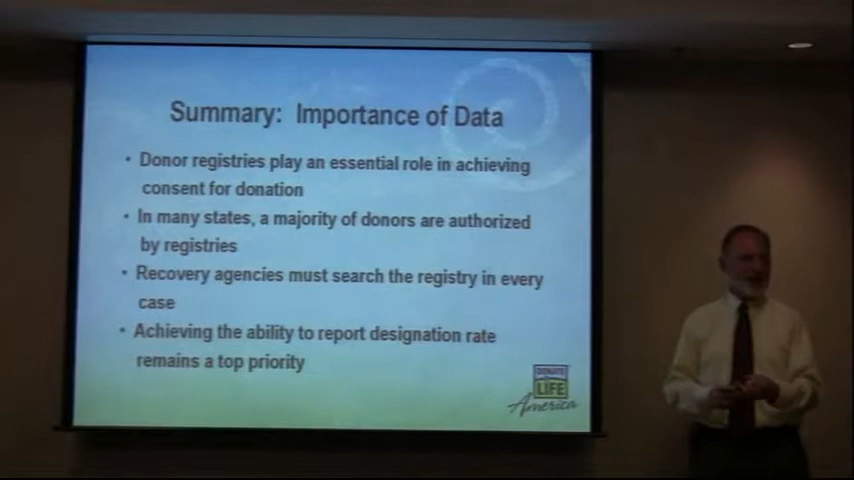 Summary: Importance of Data
• Donor registries play an essential role in achieving
consent for donation
• In many states, a majority of donors are authorized
by registries
• Recovery agencies must search the registry in every
case
• Achieving the ability to report designation rate
remains a top priority
DONATE
LIFE
America